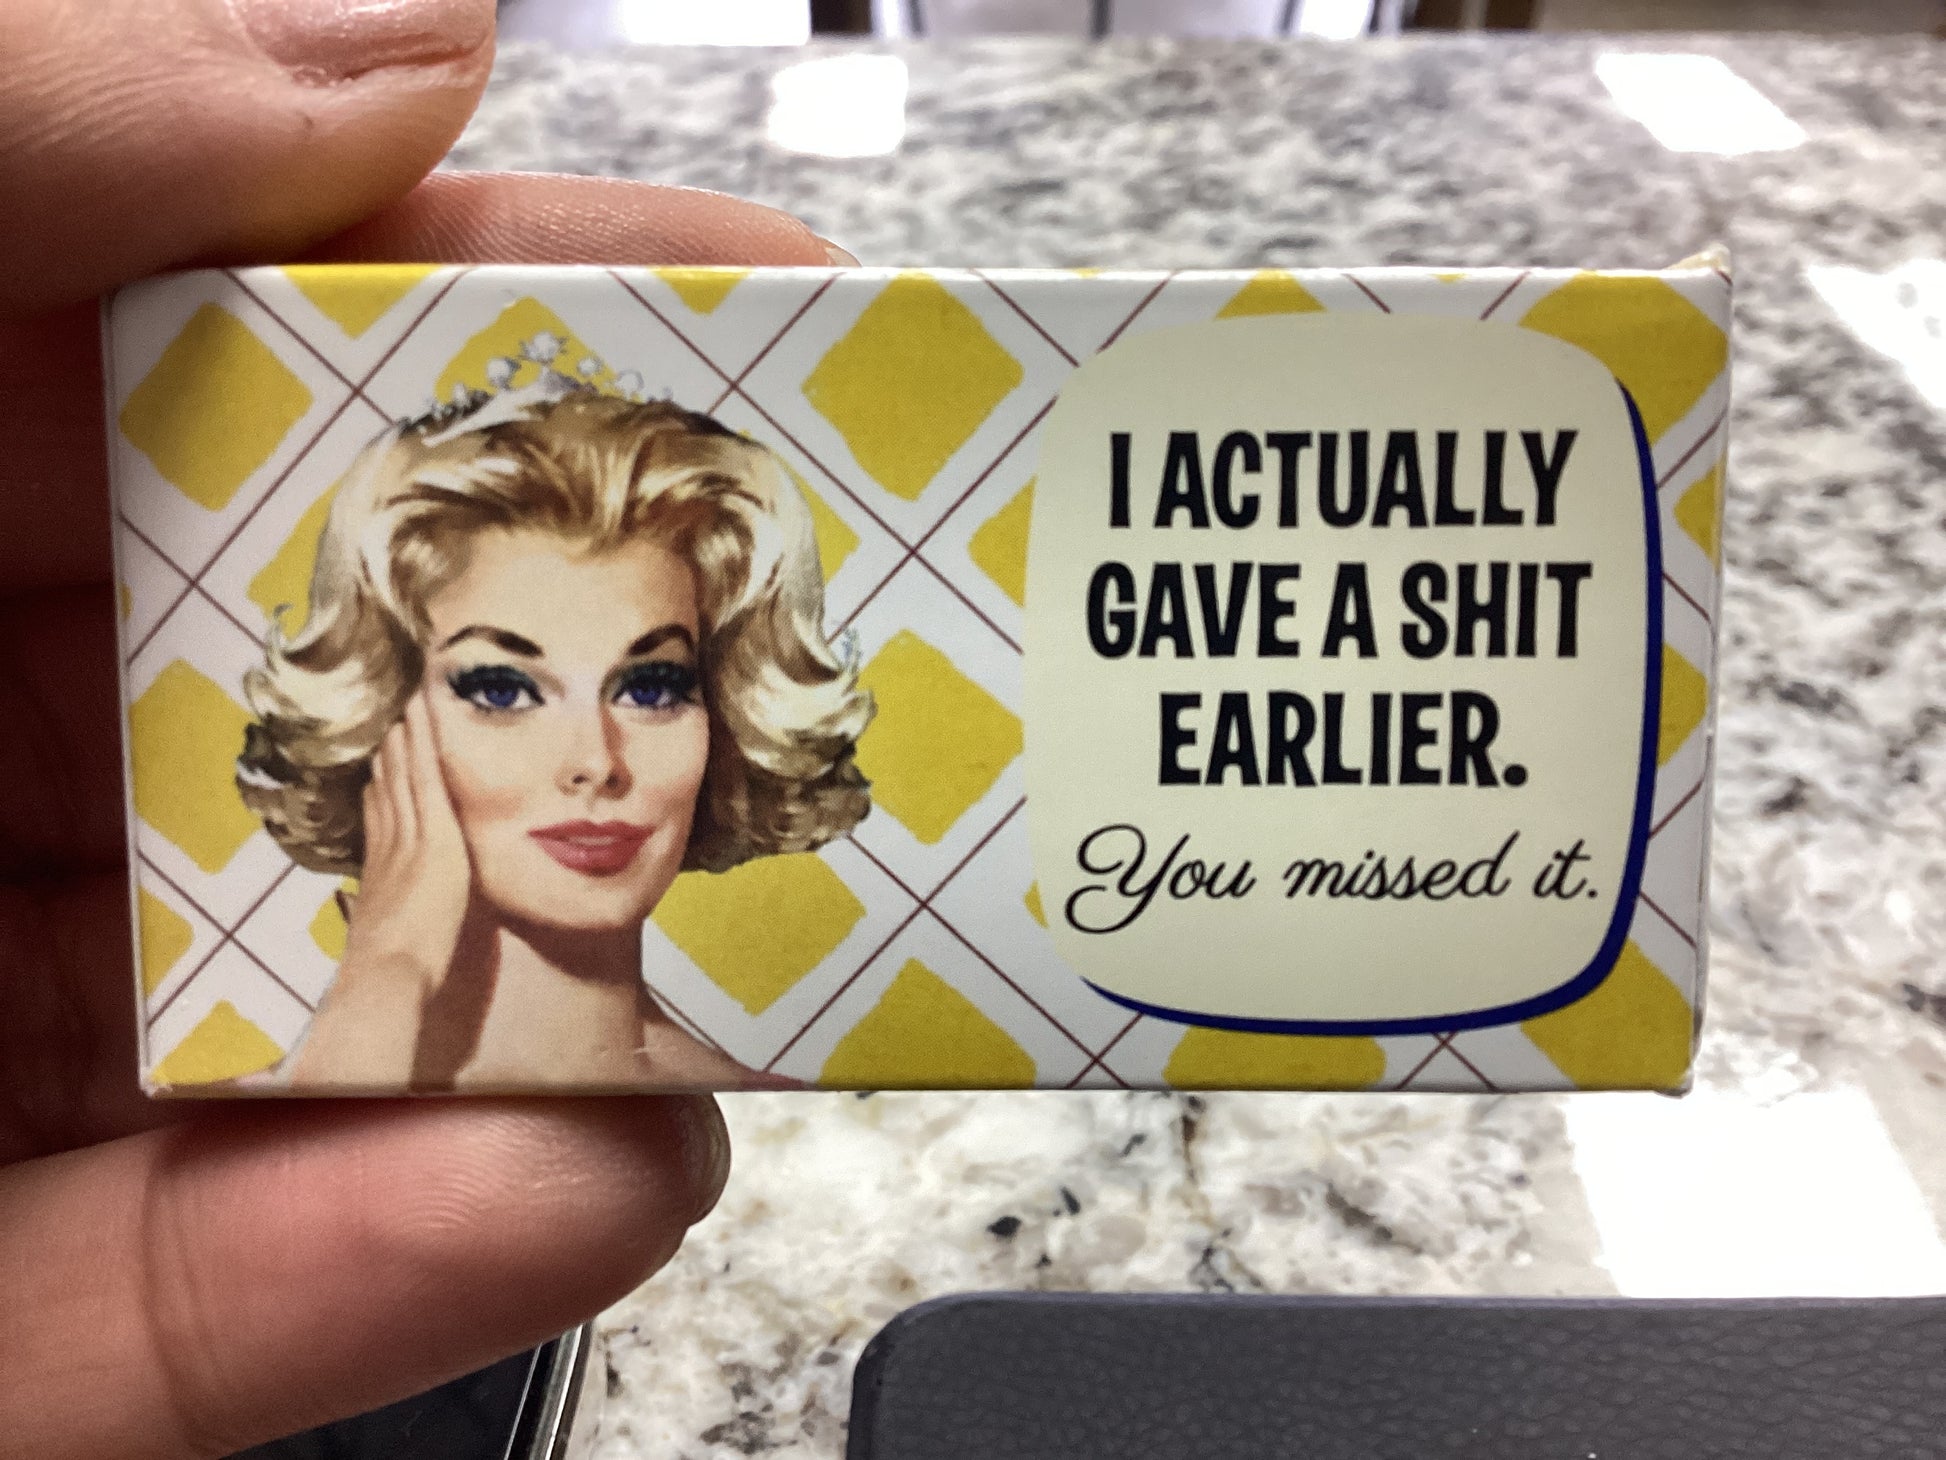 I ACTUALLY
GAVE A SHIT
EARLIER.
You missed it.